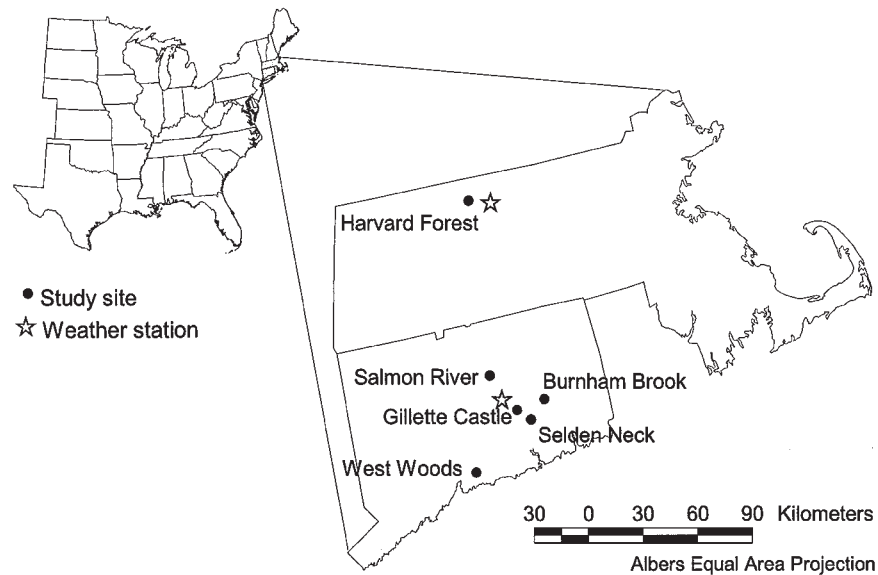 Harvard Forest
Study site
Weather station
Salmon River
Burnham Brook
Gillette Castle
Selden Neck
West Woods
30 0 30 60 90 Kilometers
Albers Equal Area Projection